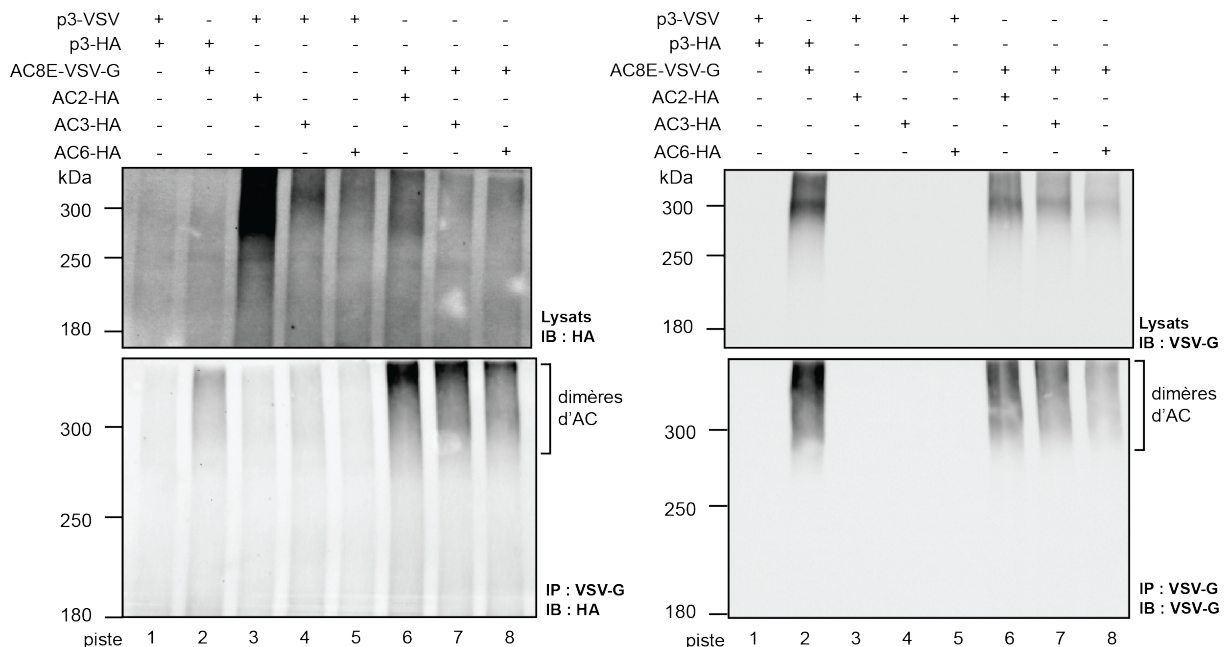 p3-VSV + - + + + - - -
p3-HA + + - - - - - -
AC8E-VSV-G - + - - - + + +
AC2-HA - - + - - + - -
AC3-HA - - - + - - + -
AC6-HA - - - - + - - +
kDa
300
250
180
Lysats
IB : HA
300
250
180
dimères
d'AC
IP : VSV-G
IB : HA
piste 1 2 3 4 5 6 7 8
p3-VSV + - + + + - - -
p3-HA + + - - - - - -
AC8E-VSV-G - + - - - + + +
AC2-HA - - + - - + - -
AC3-HA - - - + - - + -
AC6-HA - - - - + - - +
kDa
300
250
180
Lysats
IB : VSV-G
300
250
180
dimères
d'AC
IP : VSV-G
IB : VSV-G
piste 1 2 3 4 5 6 7 8